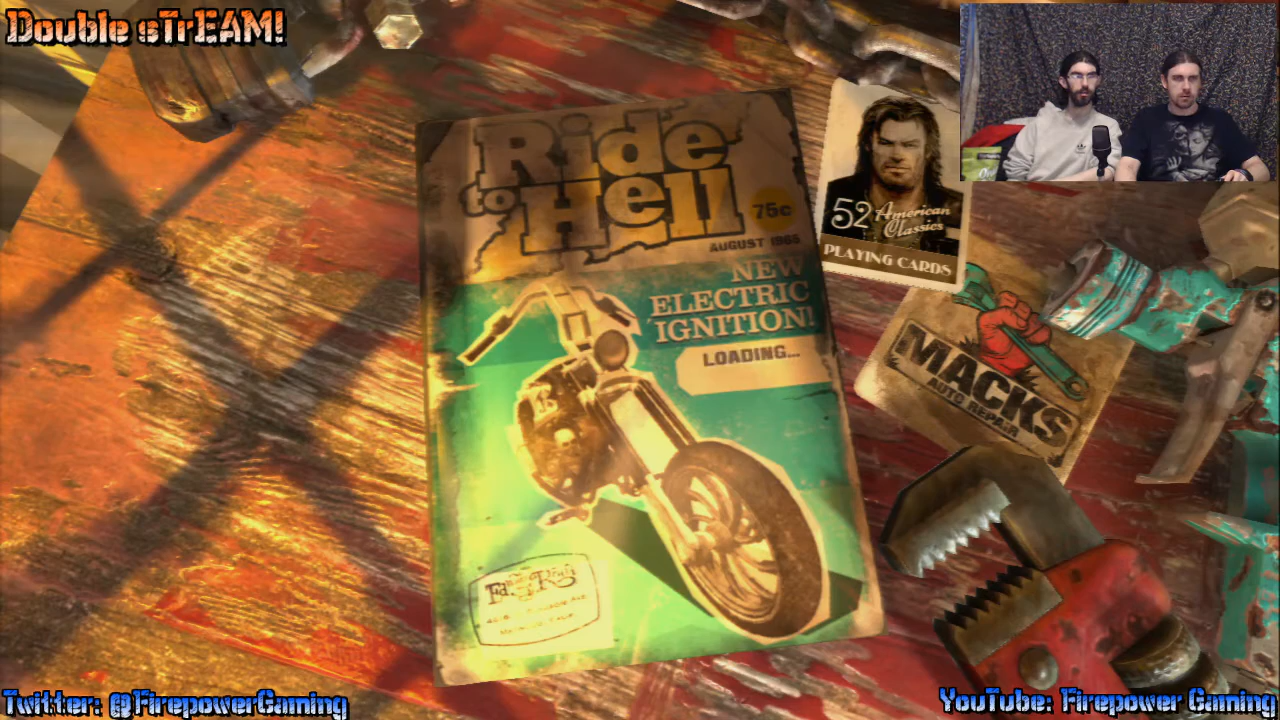 Double sTrEAM!
Ride
to Hell
75c
AUGUST 1965
NEW
ELECTRIC
IGNITION!
LOADING...
52 American
Classics
PLAYING CARDS
MACKS
AUTO REPAIR
Twitter: @FirepowerGaming
YouTube: Firepower Gaming